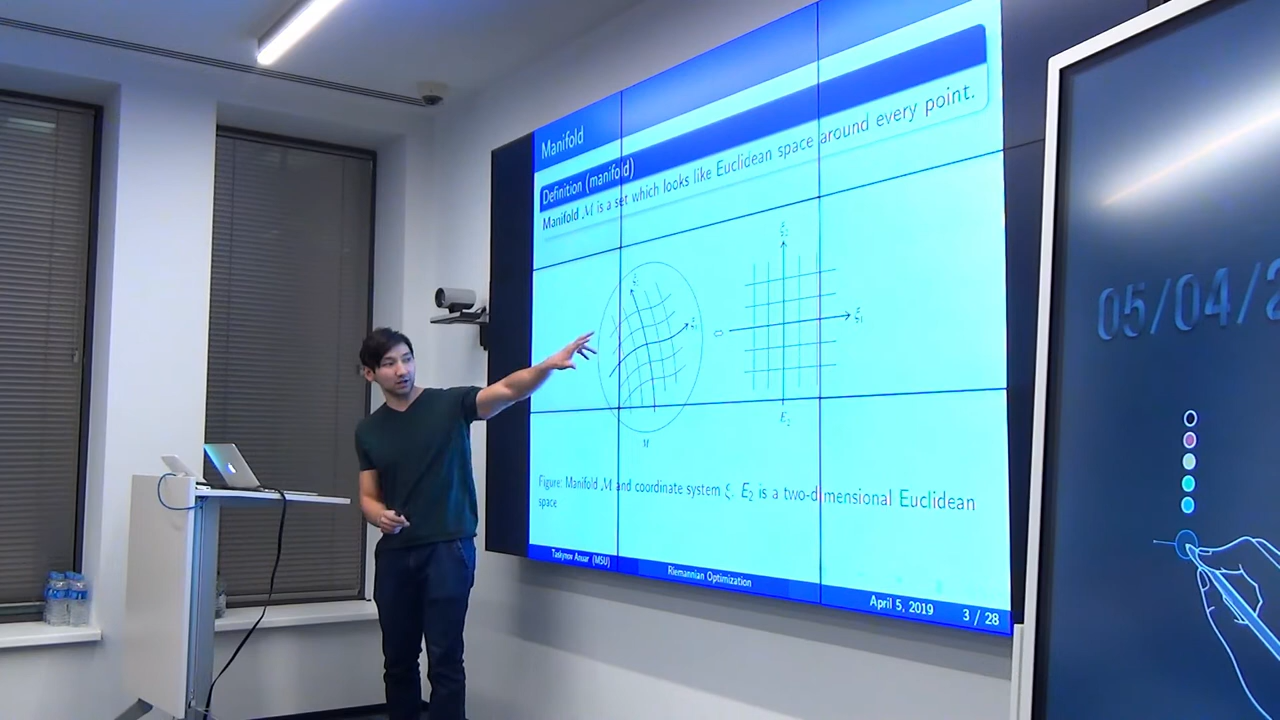 Manifold
Definition (manifold)
Manifold M is a set which looks like Euclidean space around every point.
ξ2
ξ1
ξ1
⇔
E2
M
Figure: Manifold M and coordinate system ξ. E2 is a two-dimensional Euclidean
space
Taskynov Anuar (MSU)
Riemannian Optimization
April 5, 2019
3 / 28
05/04/2